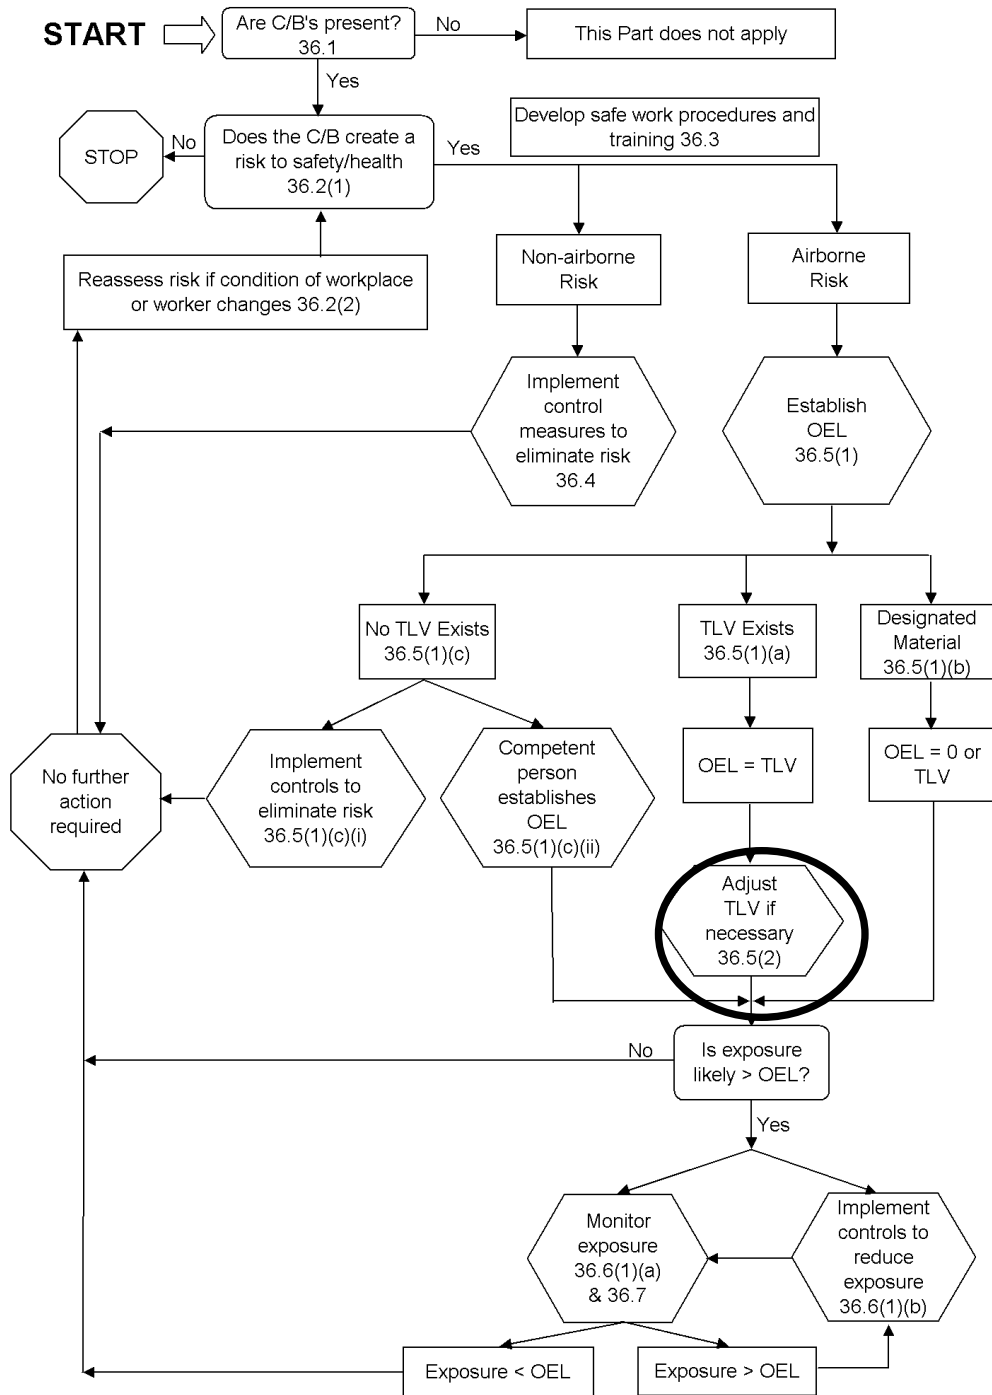 START
Are C/B's present?
36.1
No
This Part does not apply
Yes
Develop safe work procedures and
training 36.3
STOP
No
Does the C/B create a
risk to safety/health
36.2(1)
Yes
Reassess risk if condition of workplace
or worker changes 36.2(2)
Non-airborne
Risk
Airborne
Risk
Implement
control
measures to
eliminate risk
36.4
Establish
OEL
36.5(1)
No TLV Exists
36.5(1)(c)
TLV Exists
36.5(1)(a)
Designated
Material
36.5(1)(b)
No further
action
required
Implement
controls to
eliminate risk
36.5(1)(c)(i)
Competent
person
establishes
OEL
36.5(1)(c)(ii)
OEL = TLV
OEL = 0 or
TLV
Adjust
TLV if
necessary
36.5(2)
No
Is exposure
likely > OEL?
Yes
Monitor
exposure
36.6(1)(a)
& 36.7
Implement
controls to
reduce
exposure
36.6(1)(b)
Exposure < OEL
Exposure > OEL